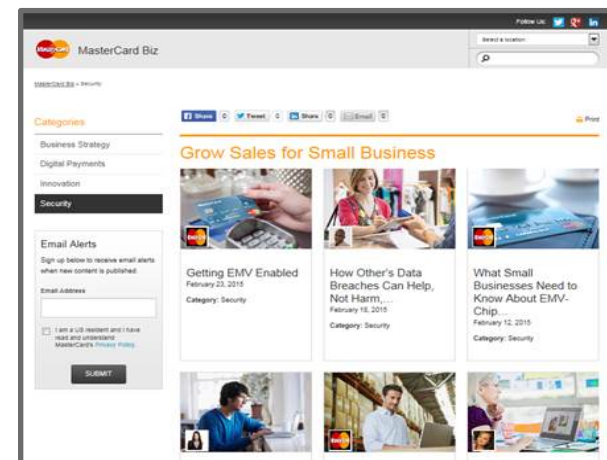 Follow Us:
MasterCard Biz
Select a location
MasterCard Biz » Security
Categories
Business Strategy
Digital Payments
Innovation
Security
Email Alerts
Sign up below to receive email alerts
when new content is published.
Email Address
I am a US resident and I have
read and understand
MasterCard's Privacy Policy.
SUBMIT
Share 0 Tweet 0 Share 0 Email 0
Print
Grow Sales for Small Business
Getting EMV Enabled
February 23, 2015
Category: Security
How Other's Data
Breaches Can Help,
Not Harm,...
February 18, 2015
Category: Security
What Small
Businesses Need to
Know About EMV-
Chip...
February 12, 2015
Category: Security